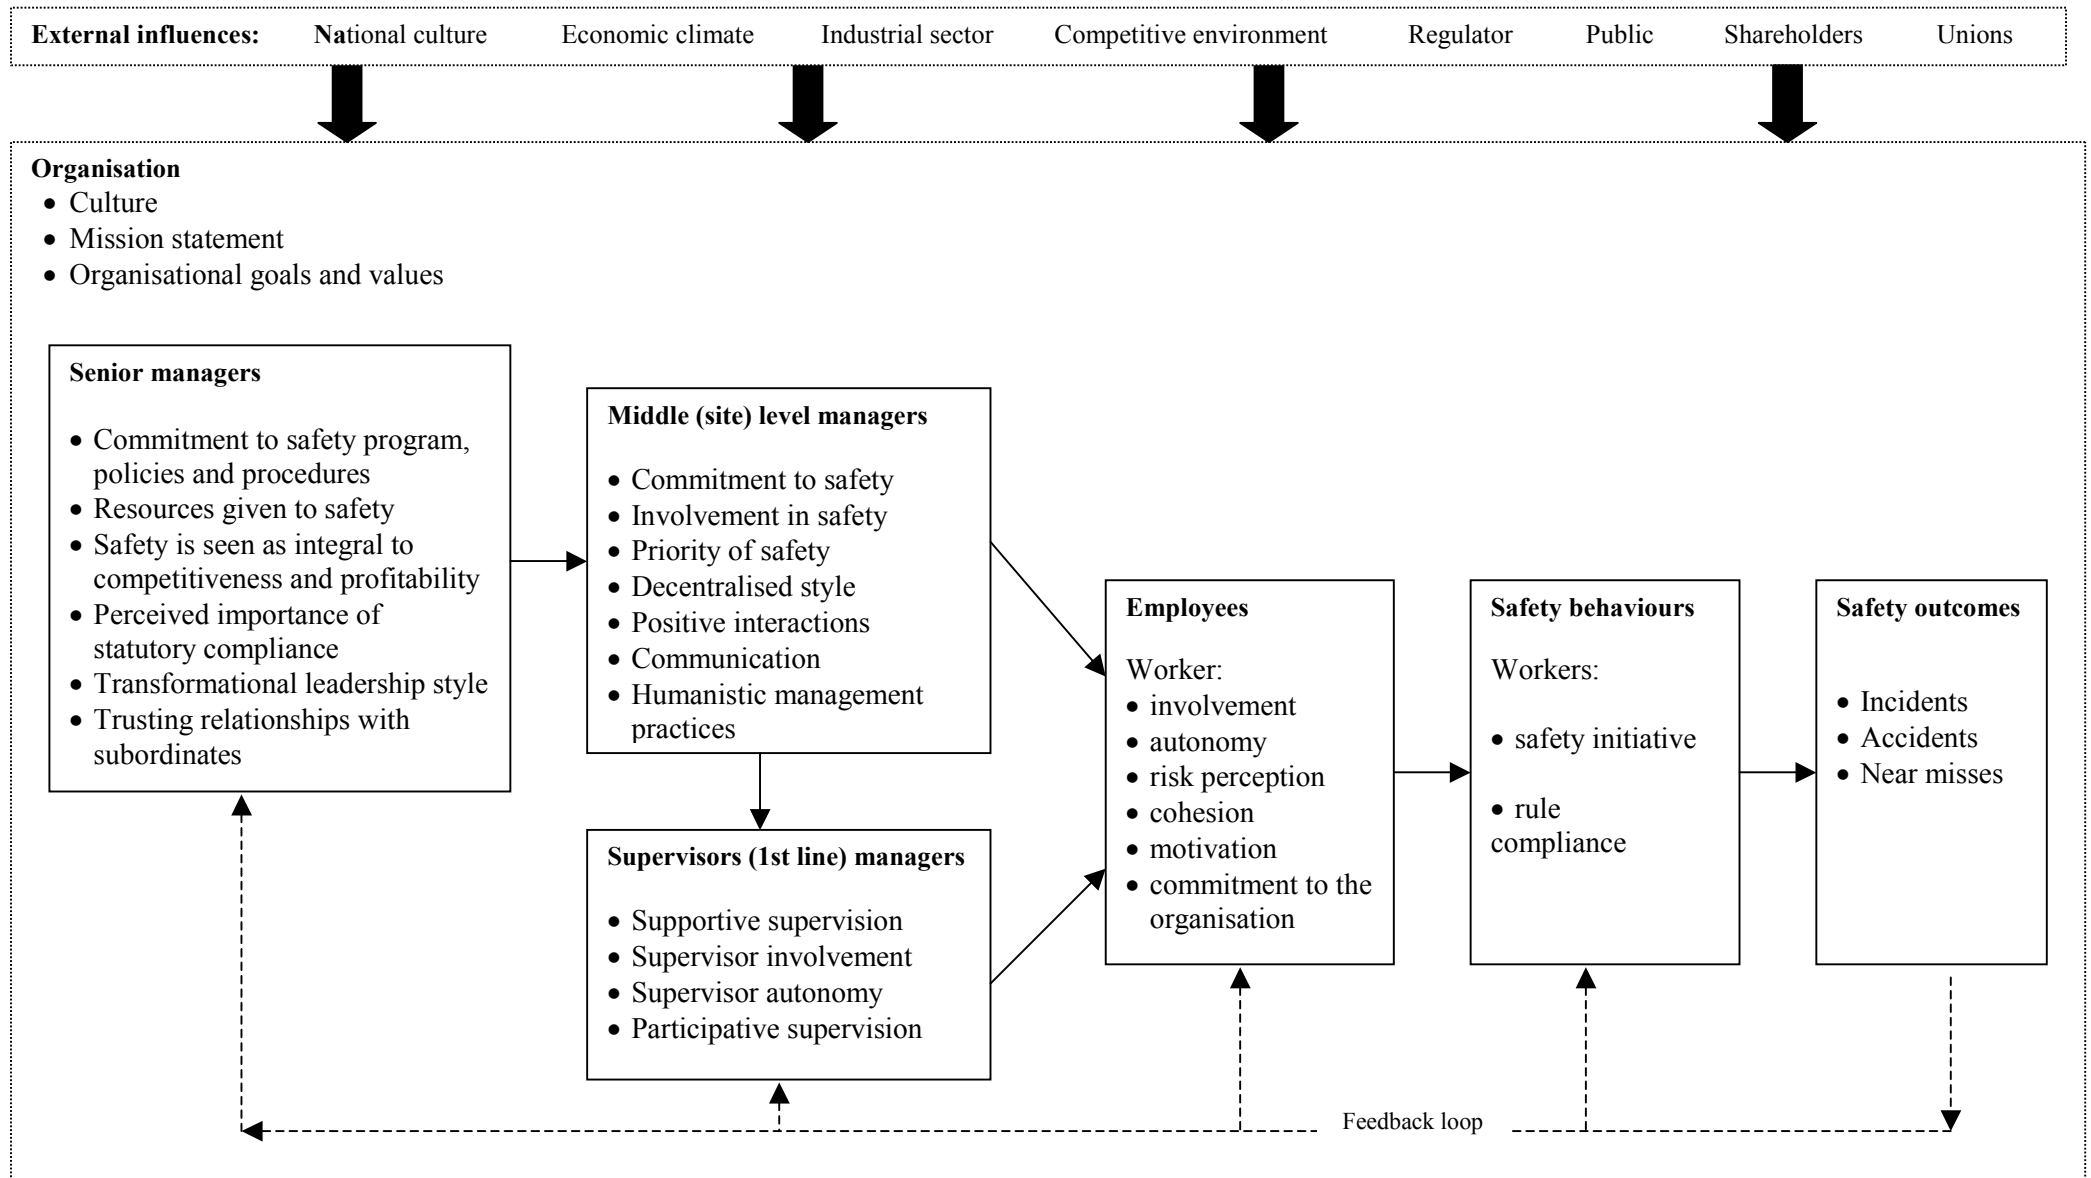 External influences: National culture Economic climate Industrial sector Competitive environment Regulator Public Shareholders Unions
Organisation
• Culture
• Mission statement
• Organisational goals and values
Senior managers
• Commitment to safety program,
policies and procedures
• Resources given to safety
• Safety is seen as integral to
competitiveness and profitability
• Perceived importance of
statutory compliance
• Transformational leadership style
• Trusting relationships with
subordinates
Middle (site) level managers
• Commitment to safety
• Involvement in safety
• Priority of safety
• Decentralised style
• Positive interactions
• Communication
• Humanistic management
practices
Supervisors (1st line) managers
• Supportive supervision
• Supervisor involvement
• Supervisor autonomy
• Participative supervision
Employees
Worker:
• involvement
• autonomy
• risk perception
• cohesion
• motivation
• commitment to the
organisation
Safety behaviours
Workers:
• safety initiative
• rule
compliance
Safety outcomes
• Incidents
• Accidents
• Near misses
Feedback loop